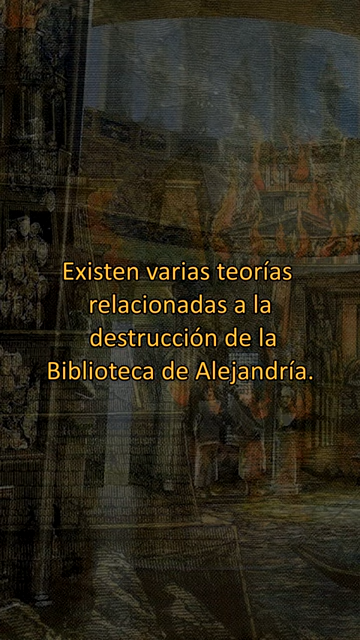 Existen varias teorías
relacionadas a la
destrucción de la
Biblioteca de Alejandría.